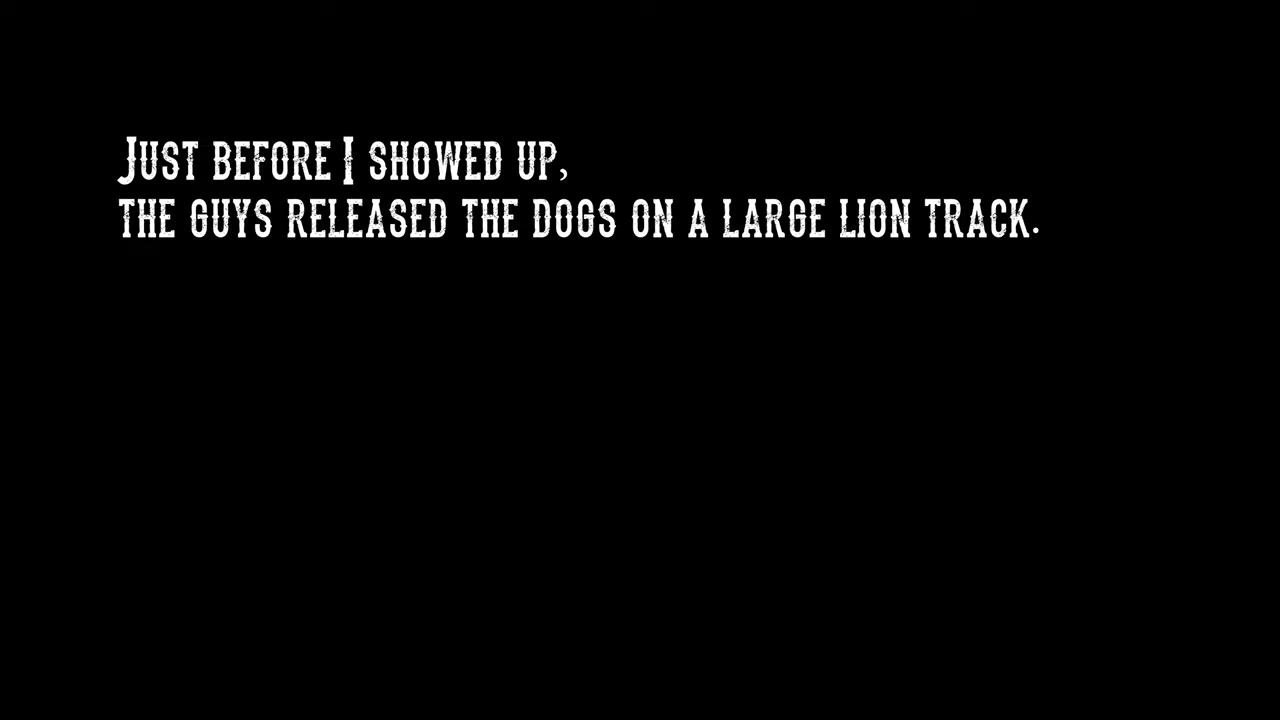 Just before I showed up,
the guys released the dogs on a large lion track.